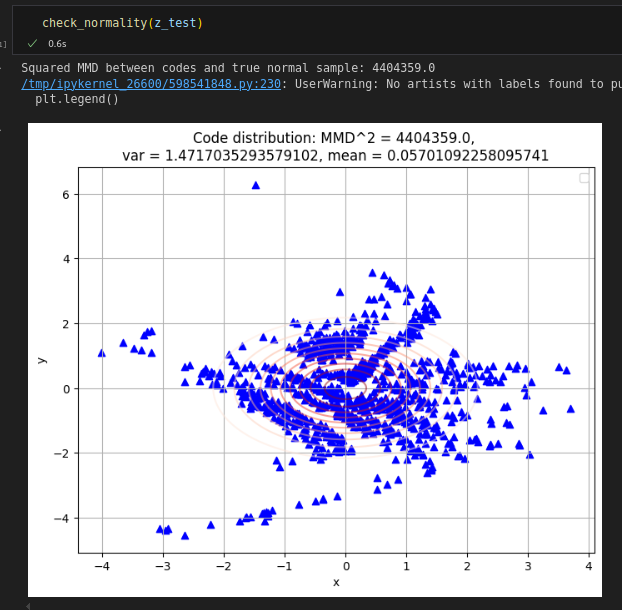 check_normality(z_test)
0.6s
Squared MMD between codes and true normal sample: 4404359.0
/tmp/ipykernel_26600/598541848.py:230: UserWarning: No artists with labels found to pu
plt.legend()
Code distribution: MMD^2 = 4404359.0,
var = 1.4717035293579102, mean = 0.05701092258095741
6
4
2
0
−2
−4
y
−4 −3 −2 −1 0 1 2 3 4
x